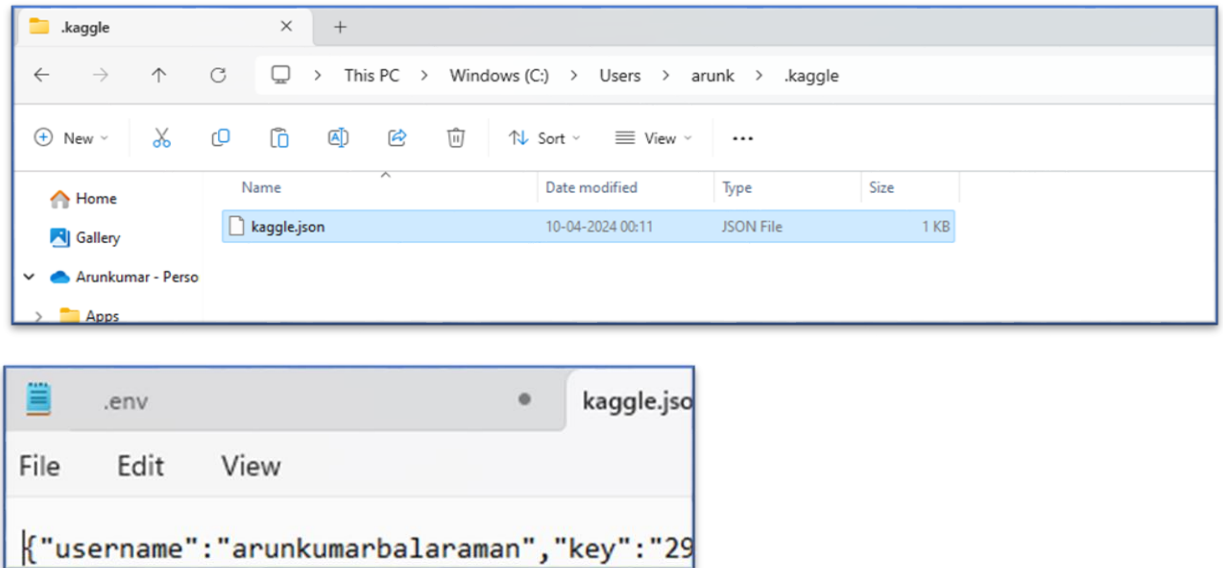 .kaggle
This PC > Windows (C:) > Users > arunk > .kaggle
New Sort View ...
Name Date modified Type Size
Home
kaggle.json 10-04-2024 00:11 JSON File 1 KB
Gallery
Arunkumar - Perso
Apps
.env kaggle.jso
File Edit View
{"username":"arunkumarbalaraman","key":"29